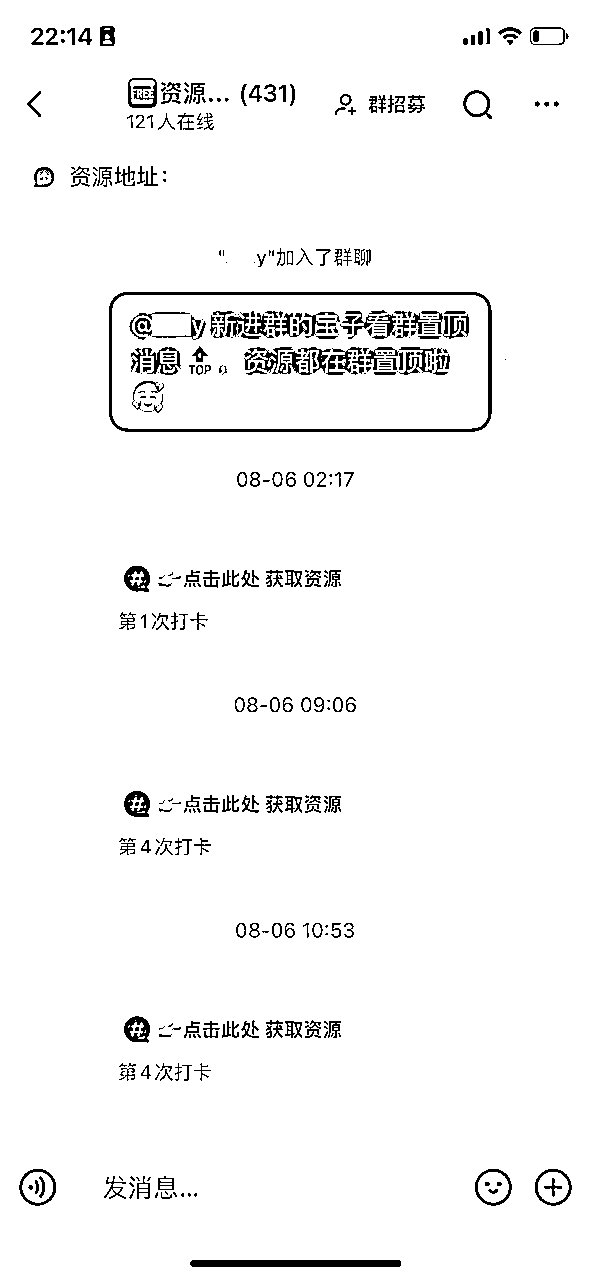 22:14
FREE资源... (431)
121人在线
群招募
资源地址：
" y"加入了群聊
@ y 新进群的宝子看群置顶
消息 TOP 资源都在群置顶啦
08-06 02:17
点击此处 获取资源
第1次打卡
08-06 09:06
点击此处 获取资源
第4次打卡
08-06 10:53
点击此处 获取资源
第4次打卡
发消息...